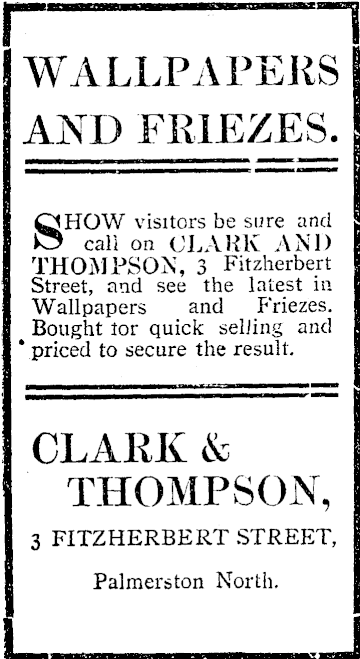 WALLPAPERS
AND FRIEZES.
SHOW visitors be sure and
call on CLARK AND
THOMPSON, 3 Fitzherbert
Street, and see the latest in
Wallpapers and Friezes.
Bought for quick selling and
priced to secure the result.
CLARK &
THOMPSON,
3 FITZHERBERT STREET,
Palmerston North.